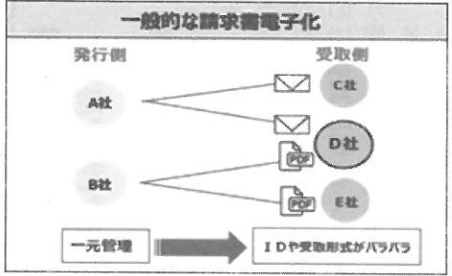 一般的な請求書電子化
発行側
受取側
A社
C社
D社
PDF
B社
PDF
E社
一元管理
IDや受取形式がバラバラ